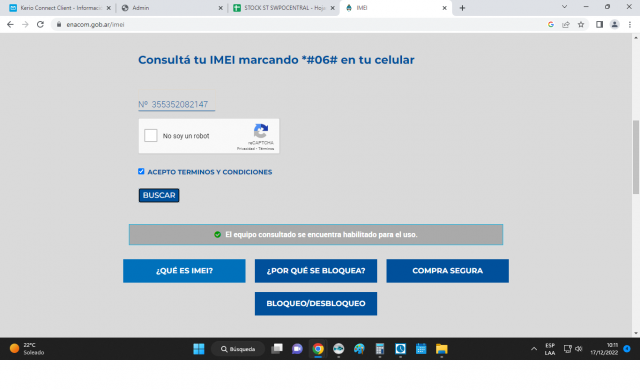 Kerio Connect Client - Informació
Admin
STOCK ST SWPOCENTRAL - Hoja
IMEI
enacom.gob.ar/imei
Consultá tu IMEI marcando *#06# en tu celular
Nº 355352082147
No soy un robot
reCAPTCHA
Privacidad - Términos
ACEPTO TERMINOS Y CONDICIONES
BUSCAR
El equipo consultado se encuentra habilitado para el uso.
¿QUÉ ES IMEI?
¿POR QUÉ SE BLOQUEA?
COMPRA SEGURA
BLOQUEO/DESBLOQUEO
22°C
Soleado
Búsqueda
ESP
LAA
10:11
17/12/2022